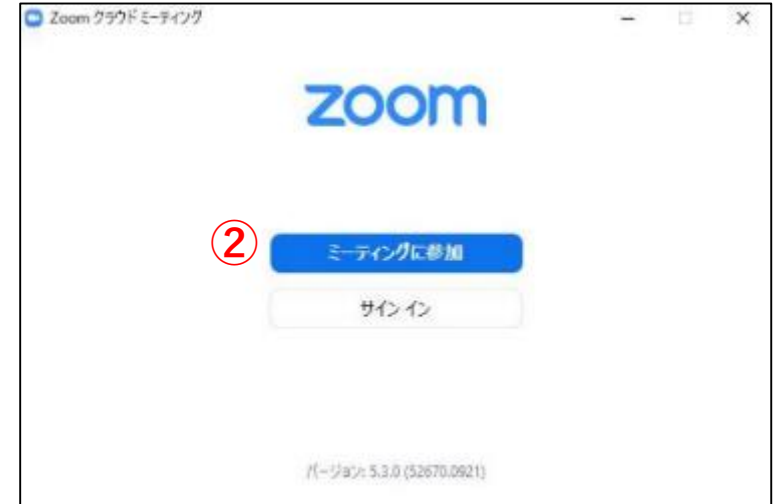 Zoom クラウドミーティング
zoom
② ミーティングに参加
サイン イン
バージョン: 5.3.0 (52670.0921)